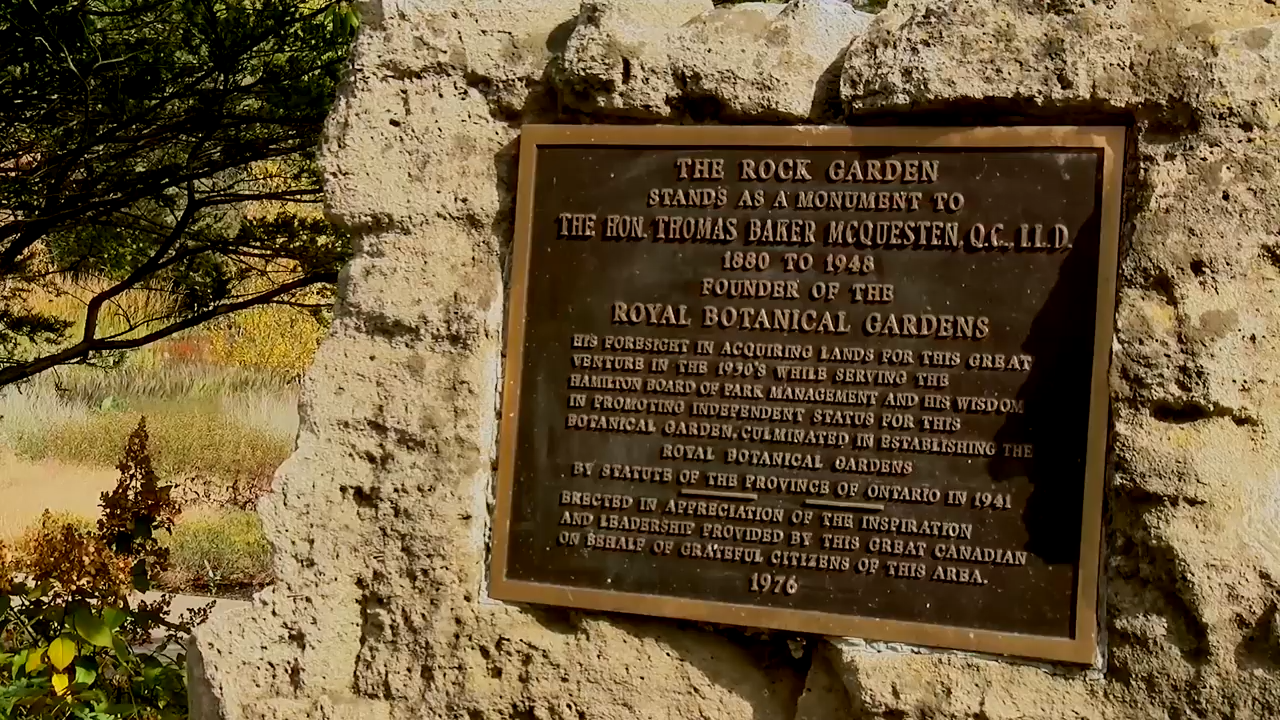 THE ROCK GARDEN
STANDS AS A MONUMENT TO
THE HON. THOMAS BAKER MCQUESTEN, Q.C., LL.D.
1880 TO 1948
FOUNDER OF THE
ROYAL BOTANICAL GARDENS
HIS FORESIGHT IN ACQUIRING LANDS FOR THIS GREAT
VENTURE IN THE 1930'S WHILE SERVING THE
HAMILTON BOARD OF PARK MANAGEMENT AND HIS WISDOM
IN PROMOTING INDEPENDENT STATUS FOR THIS
BOTANICAL GARDEN, CULMINATED IN ESTABLISHING THE
ROYAL BOTANICAL GARDENS
BY STATUTE OF THE PROVINCE OF ONTARIO IN 1941
ERECTED IN APPRECIATION OF THE INSPIRATION
AND LEADERSHIP PROVIDED BY THIS GREAT CANADIAN
ON BEHALF OF GRATEFUL CITIZENS OF THIS AREA.
1976